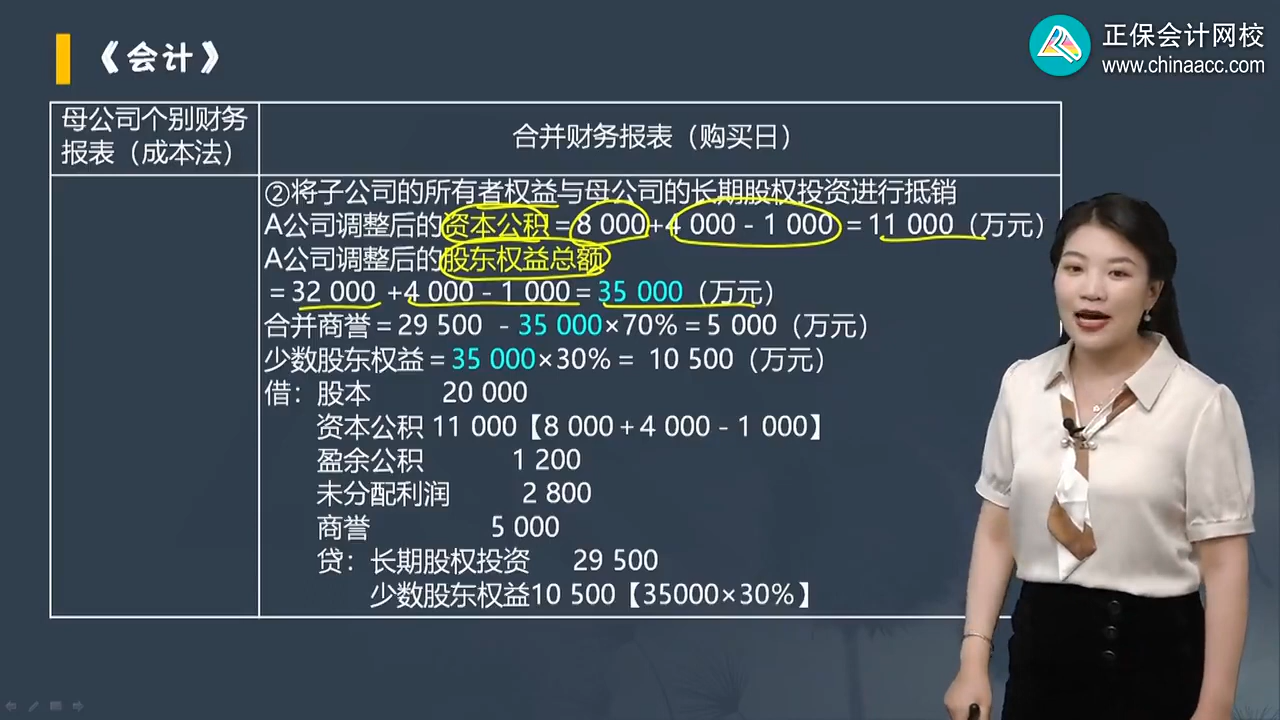 《会计》
正保会计网校
www.chinaacc.com
母公司个别财务
报表（成本法）
合并财务报表（购买日）
②将子公司的所有者权益与母公司的长期股权投资进行抵销
A公司调整后的资本公积＝8 000+4 000－1 000 ＝11 000（万元）
A公司调整后的股东权益总额
＝32 000 +4 000－1 000＝35 000（万元）
合并商誉＝29 500 －35 000×70%＝5 000（万元）
少数股东权益＝35 000×30%＝ 10 500（万元）
借：股本 20 000
资本公积 11 000【8 000＋4 000－1 000】
盈余公积 1 200
未分配利润 2 800
商誉 5 000
贷：长期股权投资 29 500
少数股东权益10 500【35000×30%】